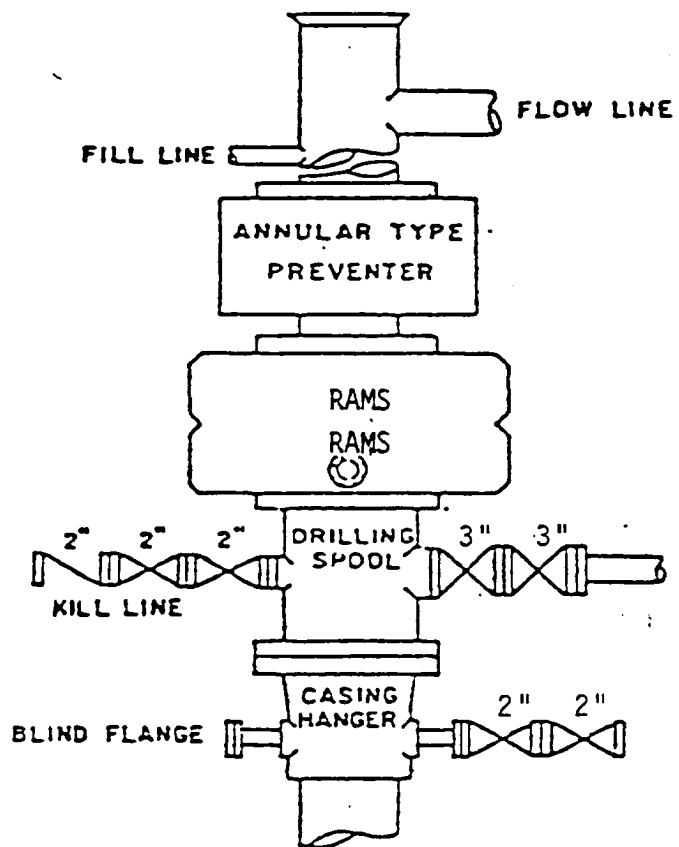 FLOW LINE
FILL LINE
ANNULAR TYPE
PREVENTER
RAMS
RAMS
2" 2" 2"
DRILLING
SPOOL
3" 3"
KILL LINE
CASING
HANGER
2" 2"
BLIND FLANGE